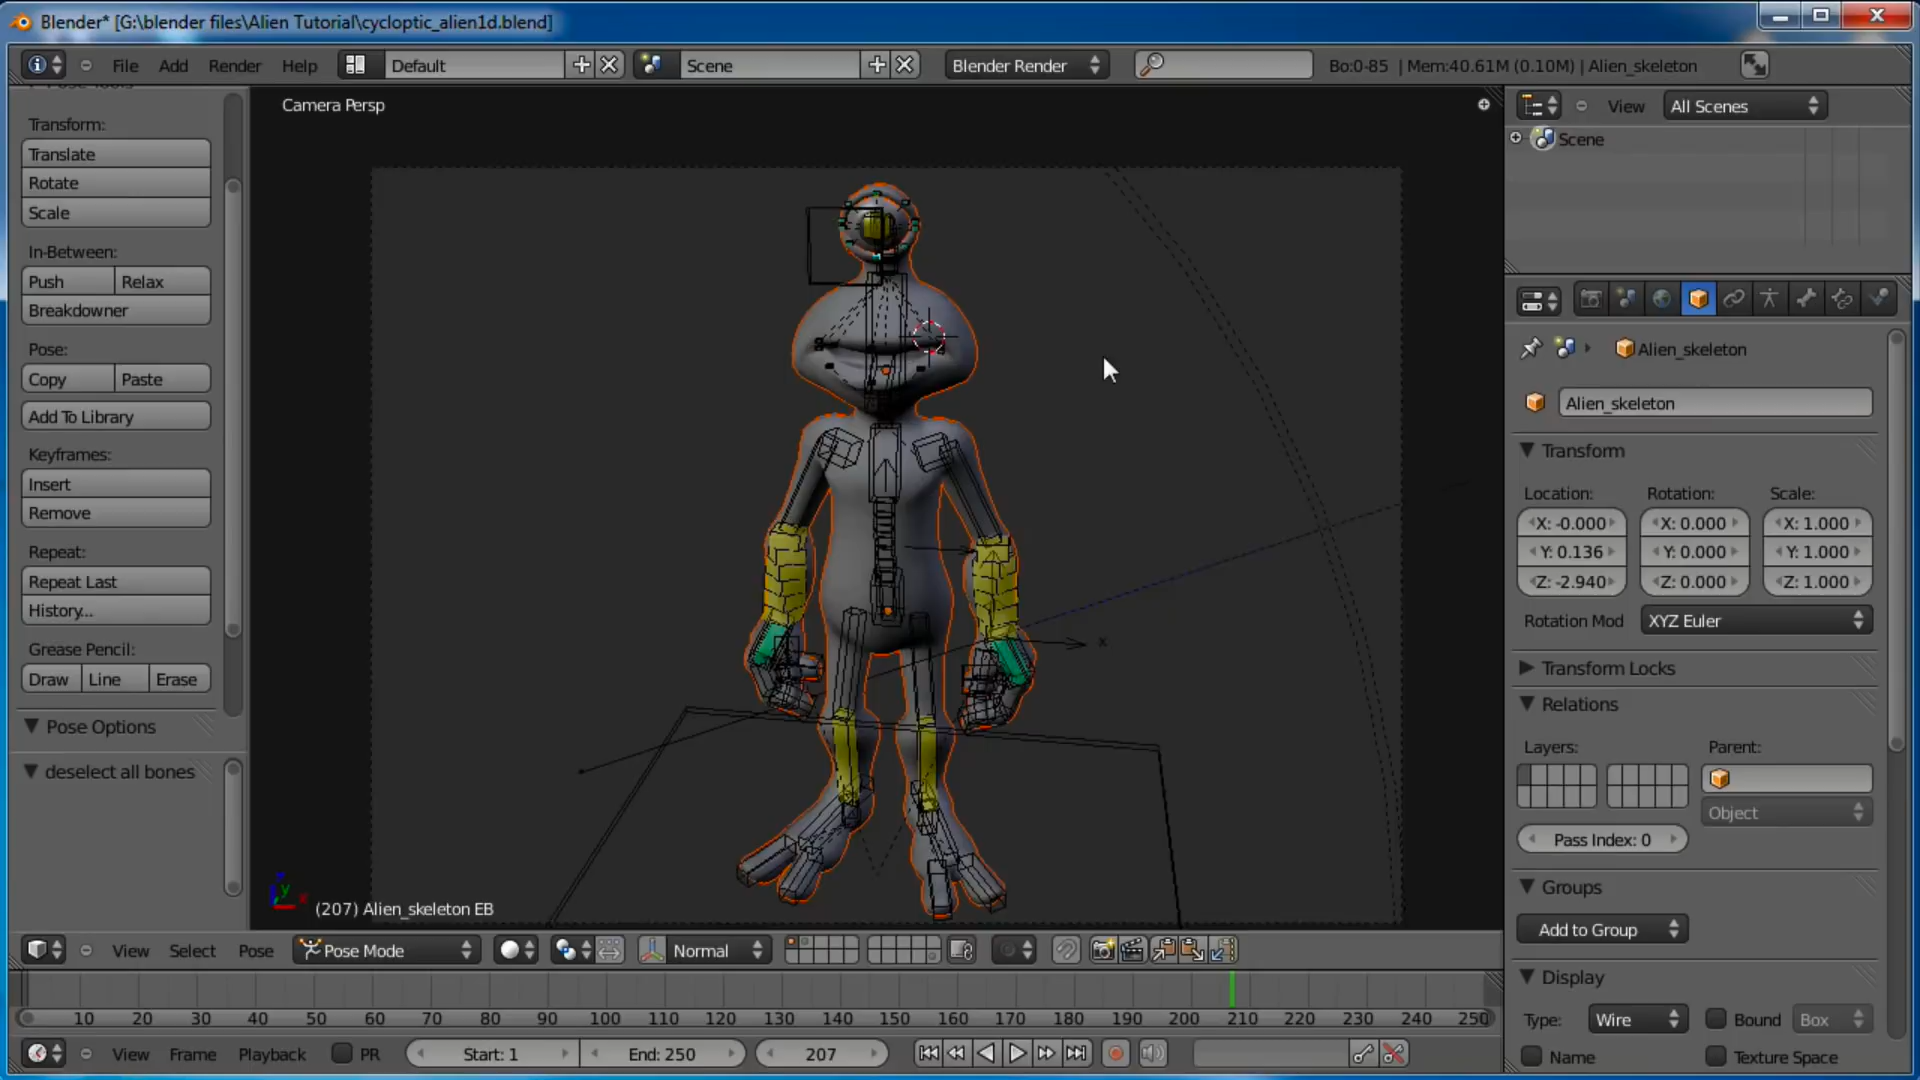 Blender* [G:\blender files\Alien Tutorial\cycloptic_alien1d.blend]
File Add Render Help Default Scene Blender Render Bo:0-85 | Mem:40.61M (0.10M) | Alien_skeleton
Transform:
Translate
Rotate
Scale
In-Between:
Push Relax
Breakdowner
Pose:
Copy Paste
Add To Library
Keyframes:
Insert
Remove
Repeat:
Repeat Last
History...
Grease Pencil:
Draw Line Erase
Pose Options
deselect all bones
Camera Persp
x
y
(207) Alien_skeleton EB
View All Scenes
Scene
Alien_skeleton
Alien_skeleton
Transform
Location: Rotation: Scale:
X: -0.000 X: 0.000 X: 1.000
Y: 0.136 Y: 0.000 Y: 1.000
Z: -2.940 Z: 0.000 Z: 1.000
Rotation Mod XYZ Euler
Transform Locks
Relations
Layers: Parent:
Object
Pass Index: 0
Groups
Add to Group
Display
Type: Wire Bound Box
Name Texture Space
View Select Pose Pose Mode Normal
10 20 30 40 50 60 70 80 90 100 110 120 130 140 150 160 170 180 190 200 210 220 230 240 250
View Frame Playback PR Start: 1 End: 250 207